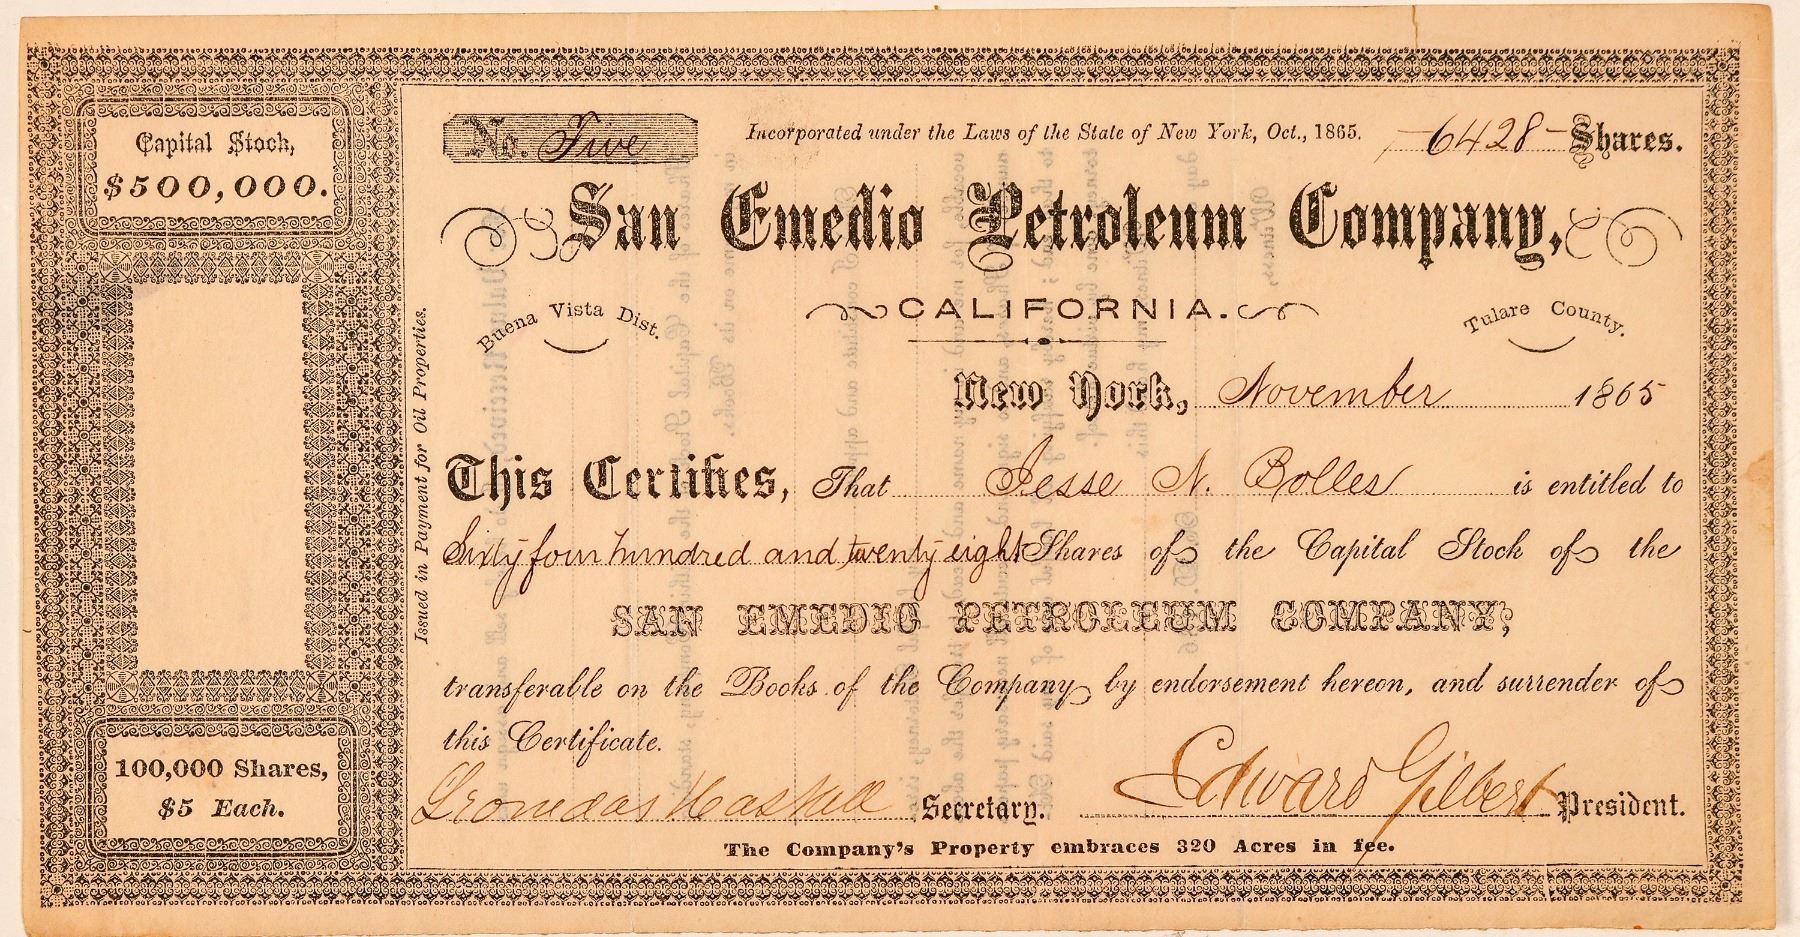 Capital Stock,
$500,000.
No. Five
Incorporated under the Laws of the State of New York, Oct., 1865.
6428 Shares.
San Emedio Petroleum Company,
Buena Vista Dist.
CALIFORNIA.
Tulare County.
New York, November 1865
Issued in Payment for Oil Properties.
This Certifies, That Jesse N. Bolles is entitled to
Sixty four hundred and twenty eight Shares of the Capital Stock of the
SAN EMEDIO PETROLEUM COMPANY,
transferable on the Books of the Company by endorsement hereon, and surrender of
this Certificate.
100,000 Shares,
$5 Each.
Leonidas Haskell Secretary.
Edward Gilbert President.
The Company's Property embraces 320 Acres in fee.